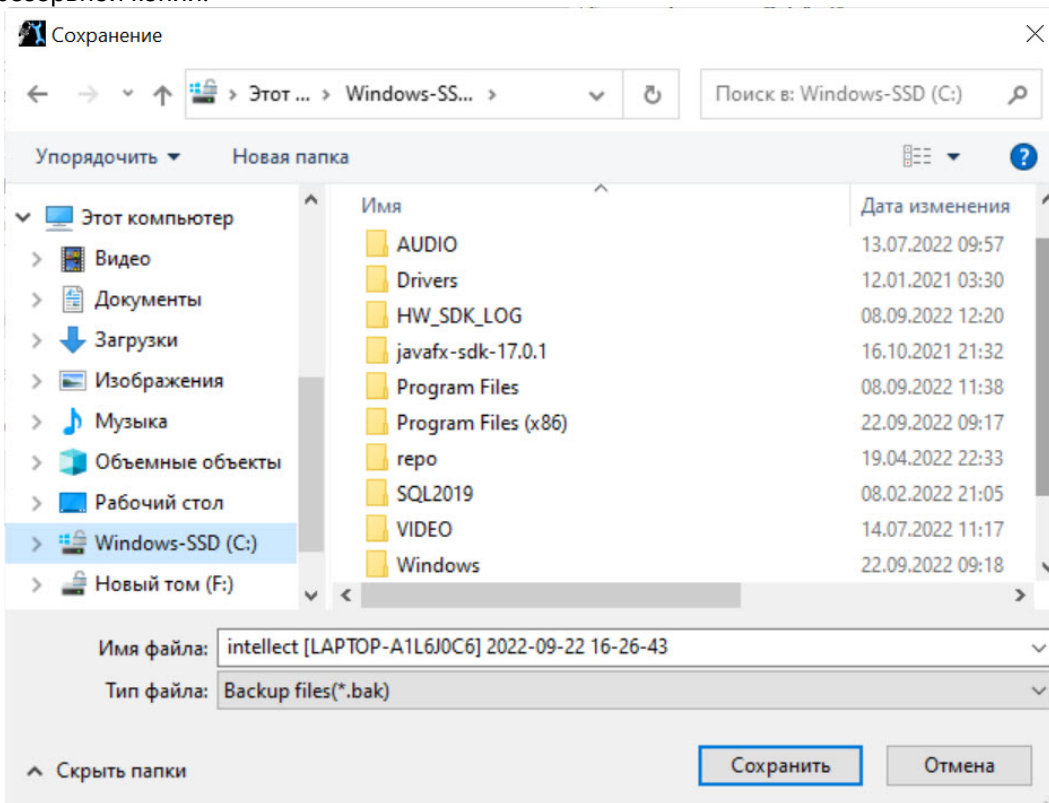 резервной копии.
Сохранение
Этот ... > Windows-SS... >
Поиск в: Windows-SSD (C:)
Упорядочить
Новая папка
Этот компьютер
Видео
Документы
Загрузки
Изображения
Музыка
Объемные объекты
Рабочий стол
Windows-SSD (C:)
Новый том (F:)
Имя Дата изменения
AUDIO 13.07.2022 09:57
Drivers 12.01.2021 03:30
HW_SDK_LOG 08.09.2022 12:20
javafx-sdk-17.0.1 16.10.2021 21:32
Program Files 08.09.2022 11:38
Program Files (x86) 22.09.2022 09:17
repo 19.04.2022 22:33
SQL2019 08.02.2022 21:05
VIDEO 14.07.2022 11:17
Windows 22.09.2022 09:18
Имя файла: intellect [LAPTOP-A1L6J0C6] 2022-09-22 16-26-43
Тип файла: Backup files(*.bak)
Скрыть папки
Сохранить
Отмена